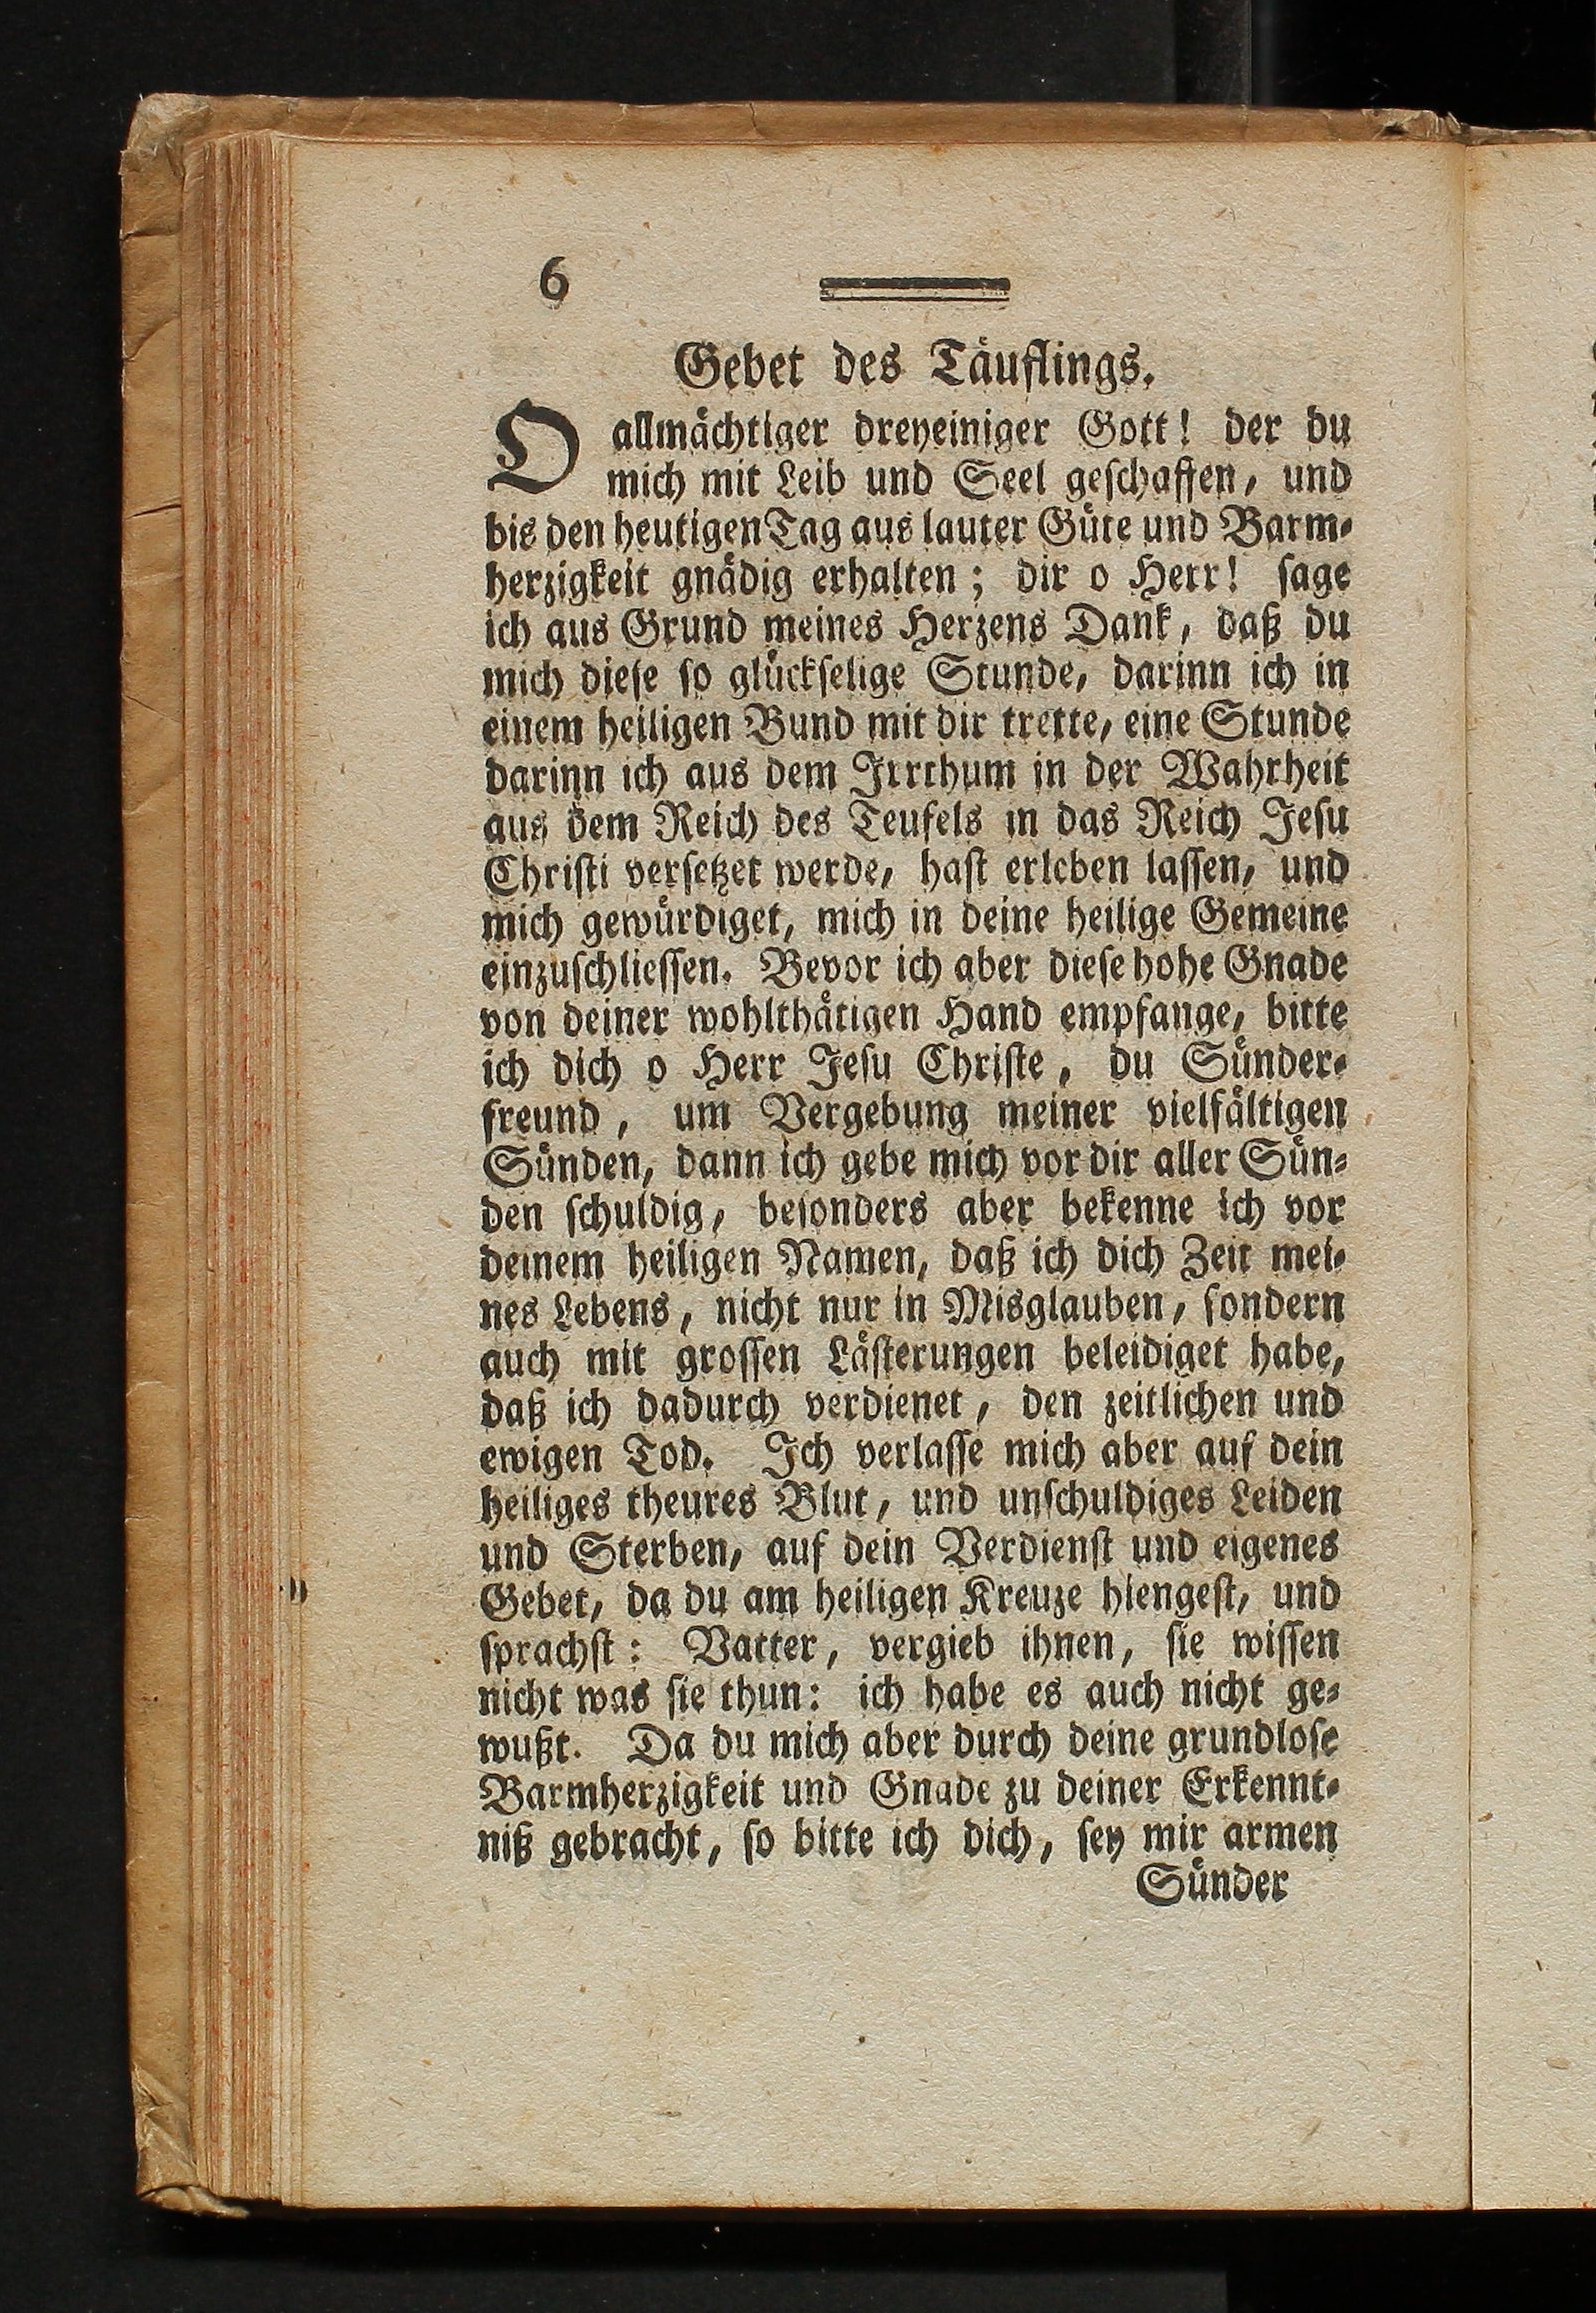 6
Gebet des Täuflings.
O allmächtiger dreyeiniger Gott! der du
mich mit Leib und Seel geſchaffen, und
bis den heutigen Tag aus lauter Güte und Barm-
herzigkeit gnädig erhalten; dir o Herr! ſage
ich aus Grund meines Herzens Dank, daß du
mich dieſe ſo glückſelige Stunde, darinn ich in
einem heiligen Bund mit dir trette, eine Stunde
darinn ich aus dem Irrthum in der Wahrheit
aus dem Reich des Teufels in das Reich Jeſu
Chriſti verſetzet werde, haſt erleben laſſen, und
mich gewürdiget, mich in deine heilige Gemeine
einzuſchlieſſen. Bevor ich aber dieſe hohe Gnade
von deiner wohlthätigen Hand empfange, bitte
ich dich o Herr Jeſu Chriſte, du Sünder-
freund, um Vergebung meiner vielfältigen
Sünden, dann ich gebe mich vor dir aller Sün-
den ſchuldig, beſonders aber bekenne ich vor
deinem heiligen Namen, daß ich dich Zeit mei-
nes Lebens, nicht nur in Misglauben, ſondern
auch mit groſſen Läſterungen beleidiget habe,
daß ich dadurch verdienet, den zeitlichen und
ewigen Tod. Ich verlaſſe mich aber auf dein
heiliges theures Blut, und unſchuldiges Leiden
und Sterben, auf dein Verdienſt und eigenes
Gebet, da du am heiligen Kreuze hiengeſt, und
ſprachſt: Vatter, vergieb ihnen, ſie wiſſen
nicht was ſie thun: ich habe es auch nicht ge-
wußt. Da du mich aber durch deine grundloſe
Barmherzigkeit und Gnade zu deiner Erkennt-
niß gebracht, ſo bitte ich dich, ſey mir armen
Sünder